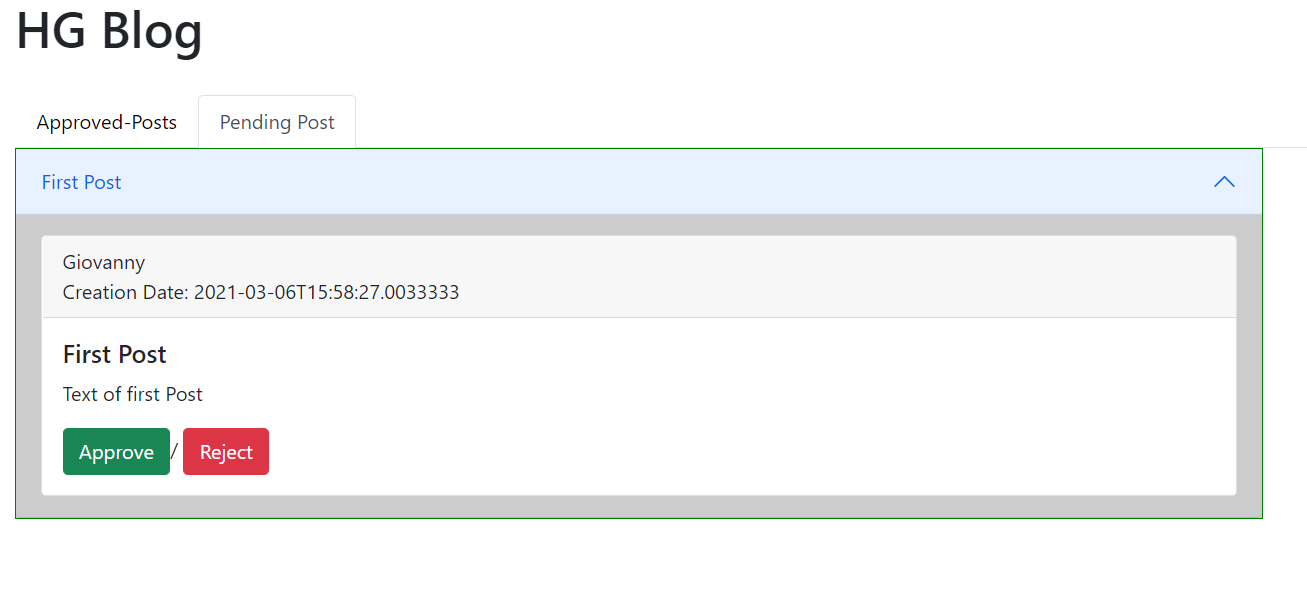 HG Blog
Approved-Posts Pending Post
First Post
Giovanny
Creation Date: 2021-03-06T15:58:27.0033333
First Post
Text of first Post
Approve / Reject